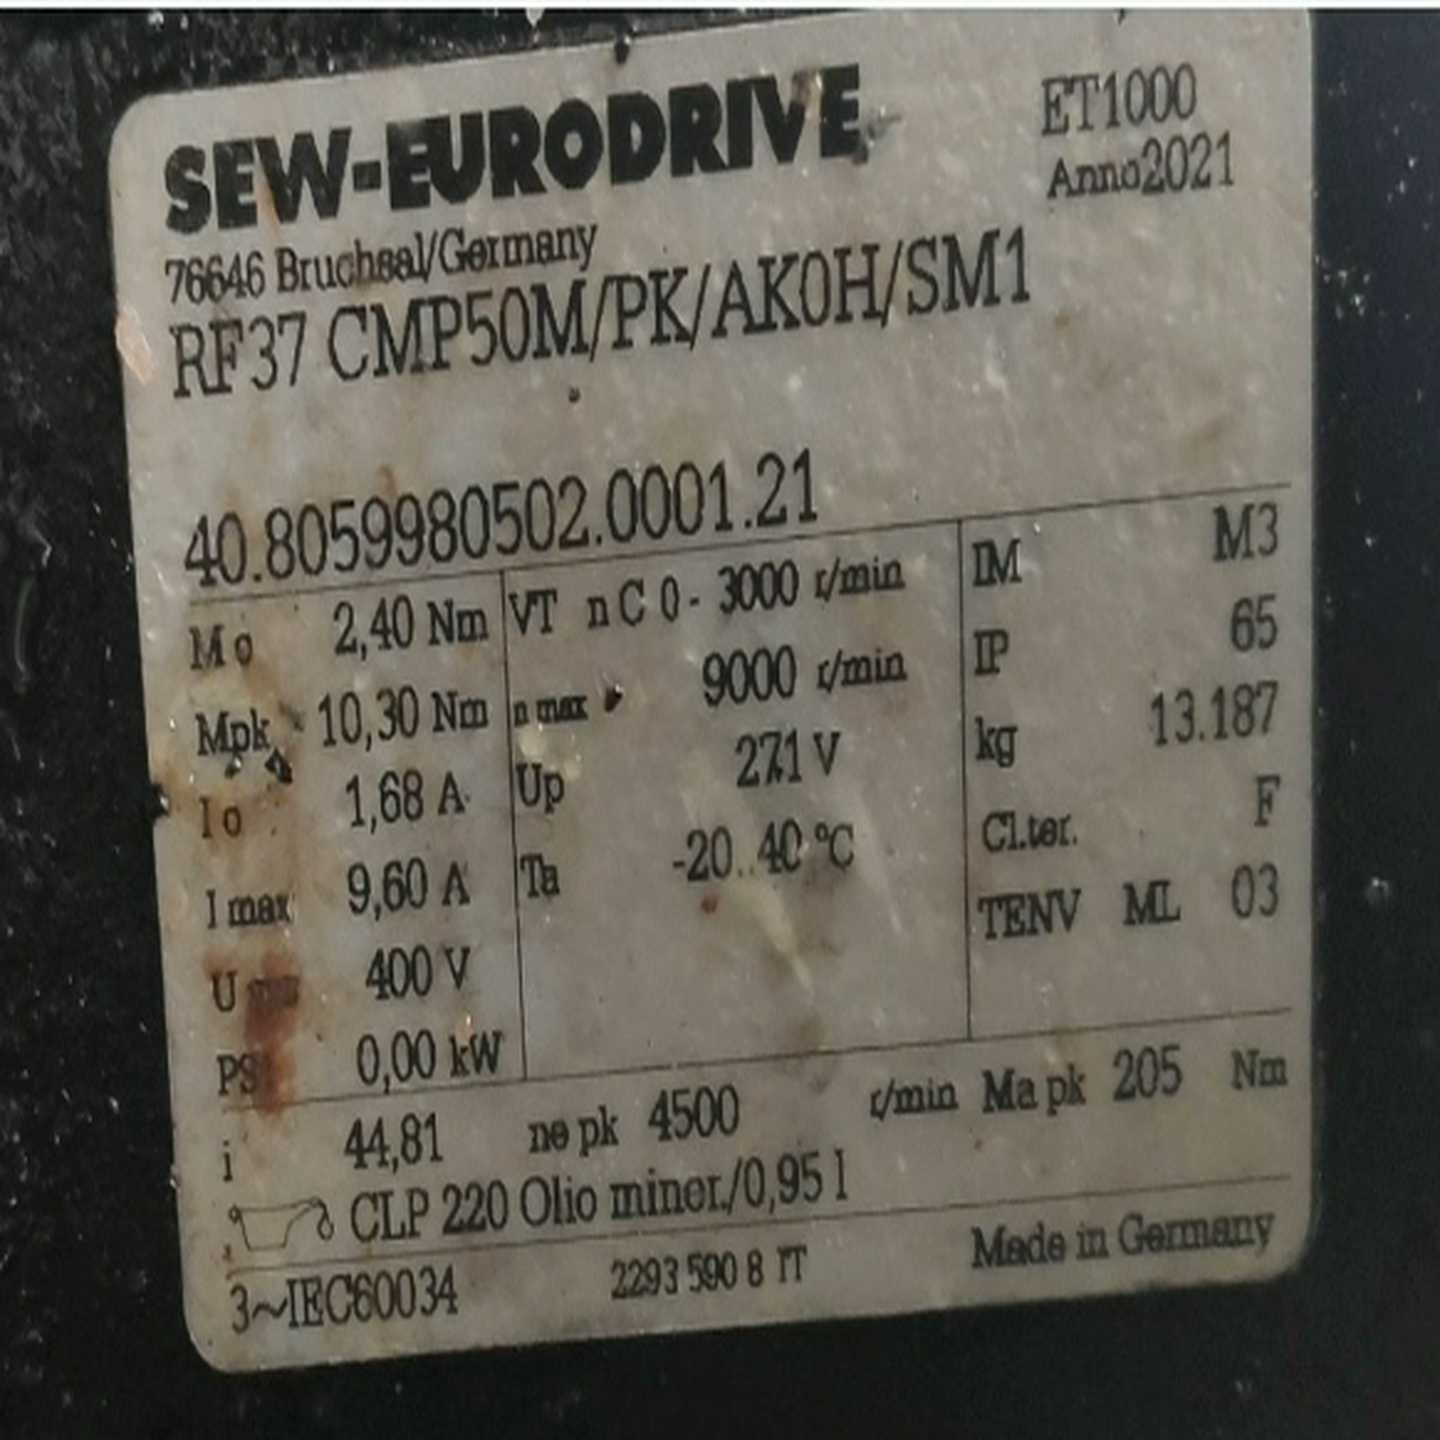 SEW-EURODRIVE
ET1000
Anno2021
76646 Bruchsal/Germany
RF37 CMP50M/PK/AK0H/SM1
40.8059980502.0001.21
Mo 2,40 Nm VT nC 0 - 3000 r/min IM M3
Mpk 10,30 Nm n max 9000 r/min IP 65
Io 1,68 A Up 271 V kg 13.187
I max 9,60 A Ta -20..40 °C Cl.ter. F
U 400 V TENV ML 03
PS 0,00 kW
i 44,81 ne pk 4500 r/min Ma pk 205 Nm
CLP 220 Olio miner./0,95 l
3~IEC60034 2293 590 8 IT Made in Germany